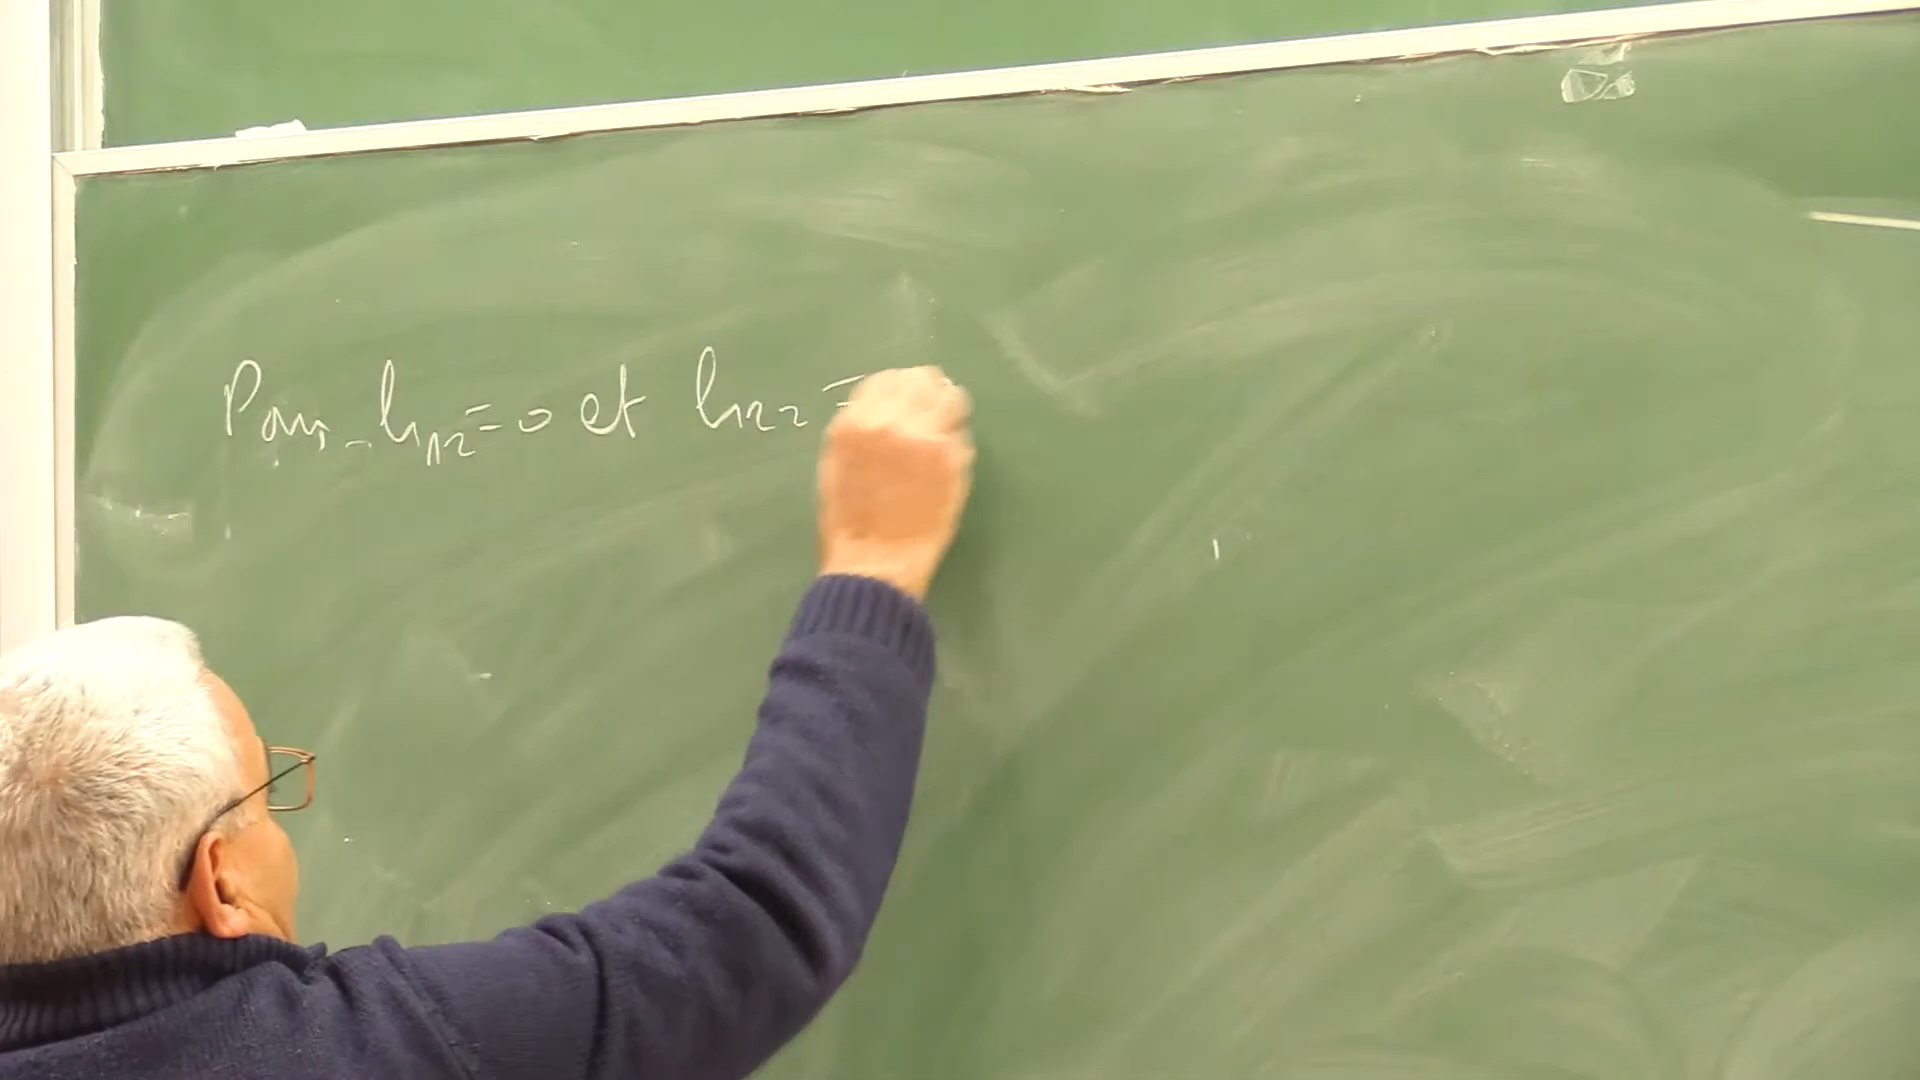 Pour h₁₂ = 0 et h₂₂ =